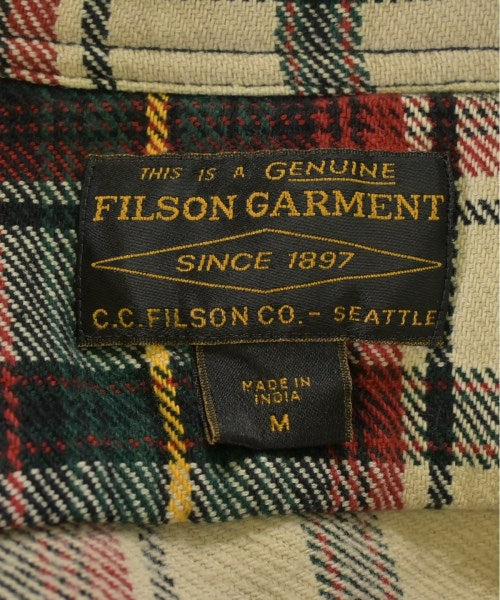 THIS IS A GENUINE
FILSON GARMENT
SINCE 1897
C.C. FILSON CO. – SEATTLE
MADE IN
INDIA
M